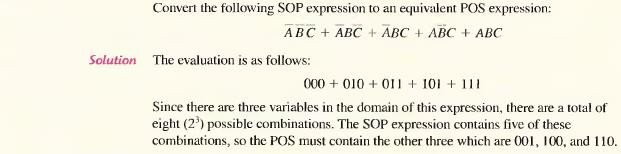 Convert the following SOP expression to an equivalent POS expression:
A̅B̅C̅ + A̅BC̅ + A̅BC + AB̅C + ABC
Solution The evaluation is as follows:
000 + 010 + 011 + 101 + 111
Since there are three variables in the domain of this expression, there are a total of
eight (2³) possible combinations. The SOP expression contains five of these
combinations, so the POS must contain the other three which are 001, 100, and 110.